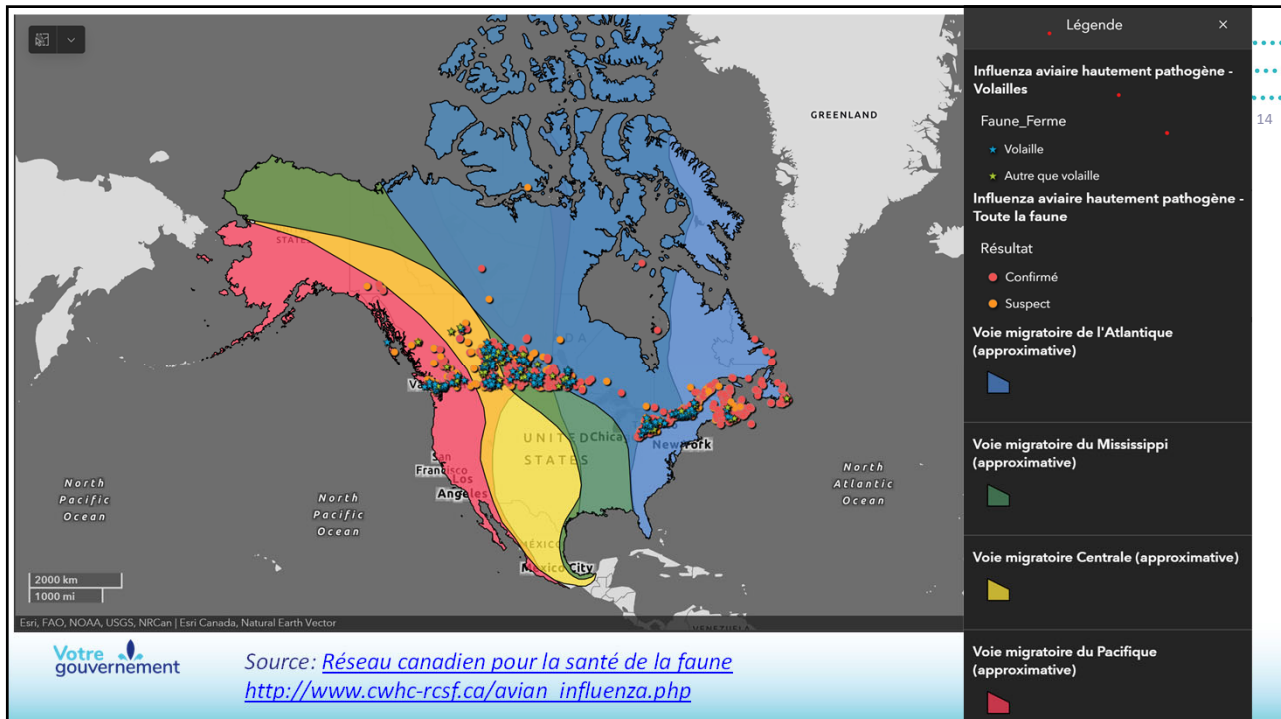 Légende ×
Influenza aviaire hautement pathogène -
Volailles
Faune_Ferme
Volaille
Autre que volaille
Influenza aviaire hautement pathogène -
Toute la faune
Résultat
Confirmé
Suspect
Voie migratoire de l'Atlantique
(approximative)
Voie migratoire du Mississippi
(approximative)
Voie migratoire Centrale (approximative)
Voie migratoire du Pacifique
(approximative)
14
GREENLAND
STATES
UNITED
STATES
Chica
New York
San
Francisco
Los
Angeles
MÉXICO
Mexico City
North
Pacific
Ocean
North
Pacific
Ocean
North
Atlantic
Ocean
VENEZUELA
2000 km
1000 mi
Esri, FAO, NOAA, USGS, NRCan | Esri Canada, Natural Earth Vector
Votre
gouvernement
Source: Réseau canadien pour la santé de la faune
http://www.cwhc-rcsf.ca/avian_influenza.php